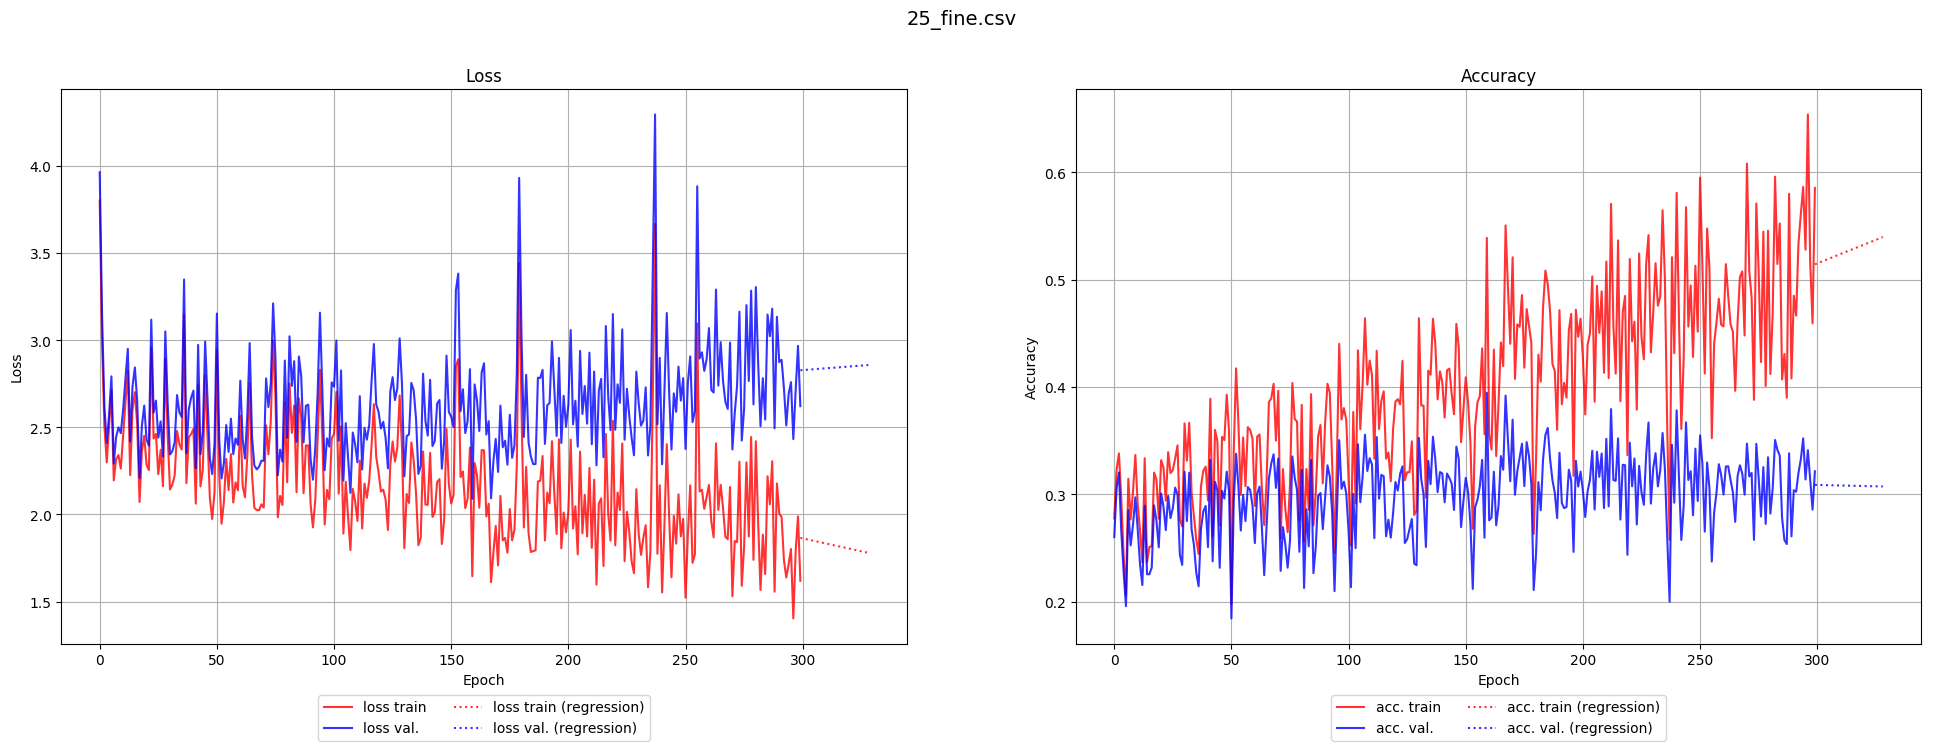 25_fine.csv
Loss
Loss
4.0
3.5
3.0
2.5
2.0
1.5
0 50 100 150 200 250 300
Epoch
loss train
loss val.
loss train (regression)
loss val. (regression)
Accuracy
Accuracy
0.6
0.5
0.4
0.3
0.2
0 50 100 150 200 250 300
Epoch
acc. train
acc. val.
acc. train (regression)
acc. val. (regression)